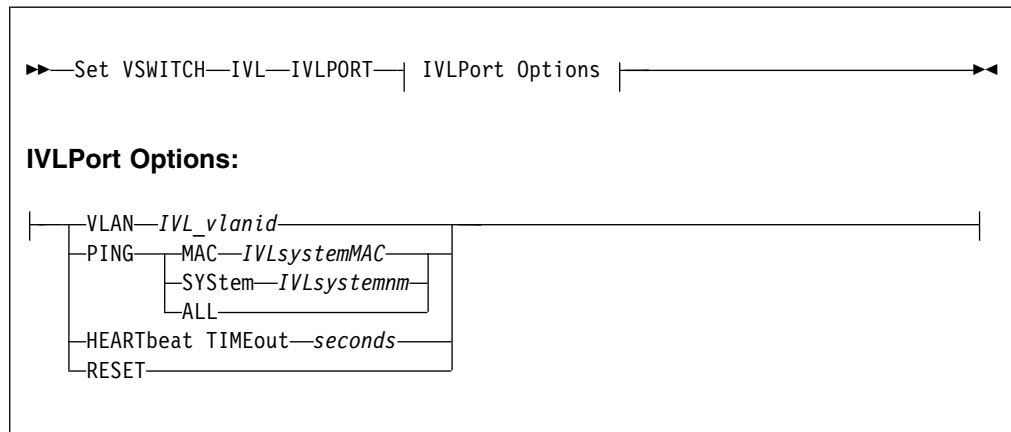 Set VSWITCH IVL IVLPORT IVLPort Options
IVLPort Options:
VLAN IVL_vlanid
PING MAC IVLsystemMAC
SYStem IVLsystemnm
ALL
HEARTbeat TIMEout seconds
RESET